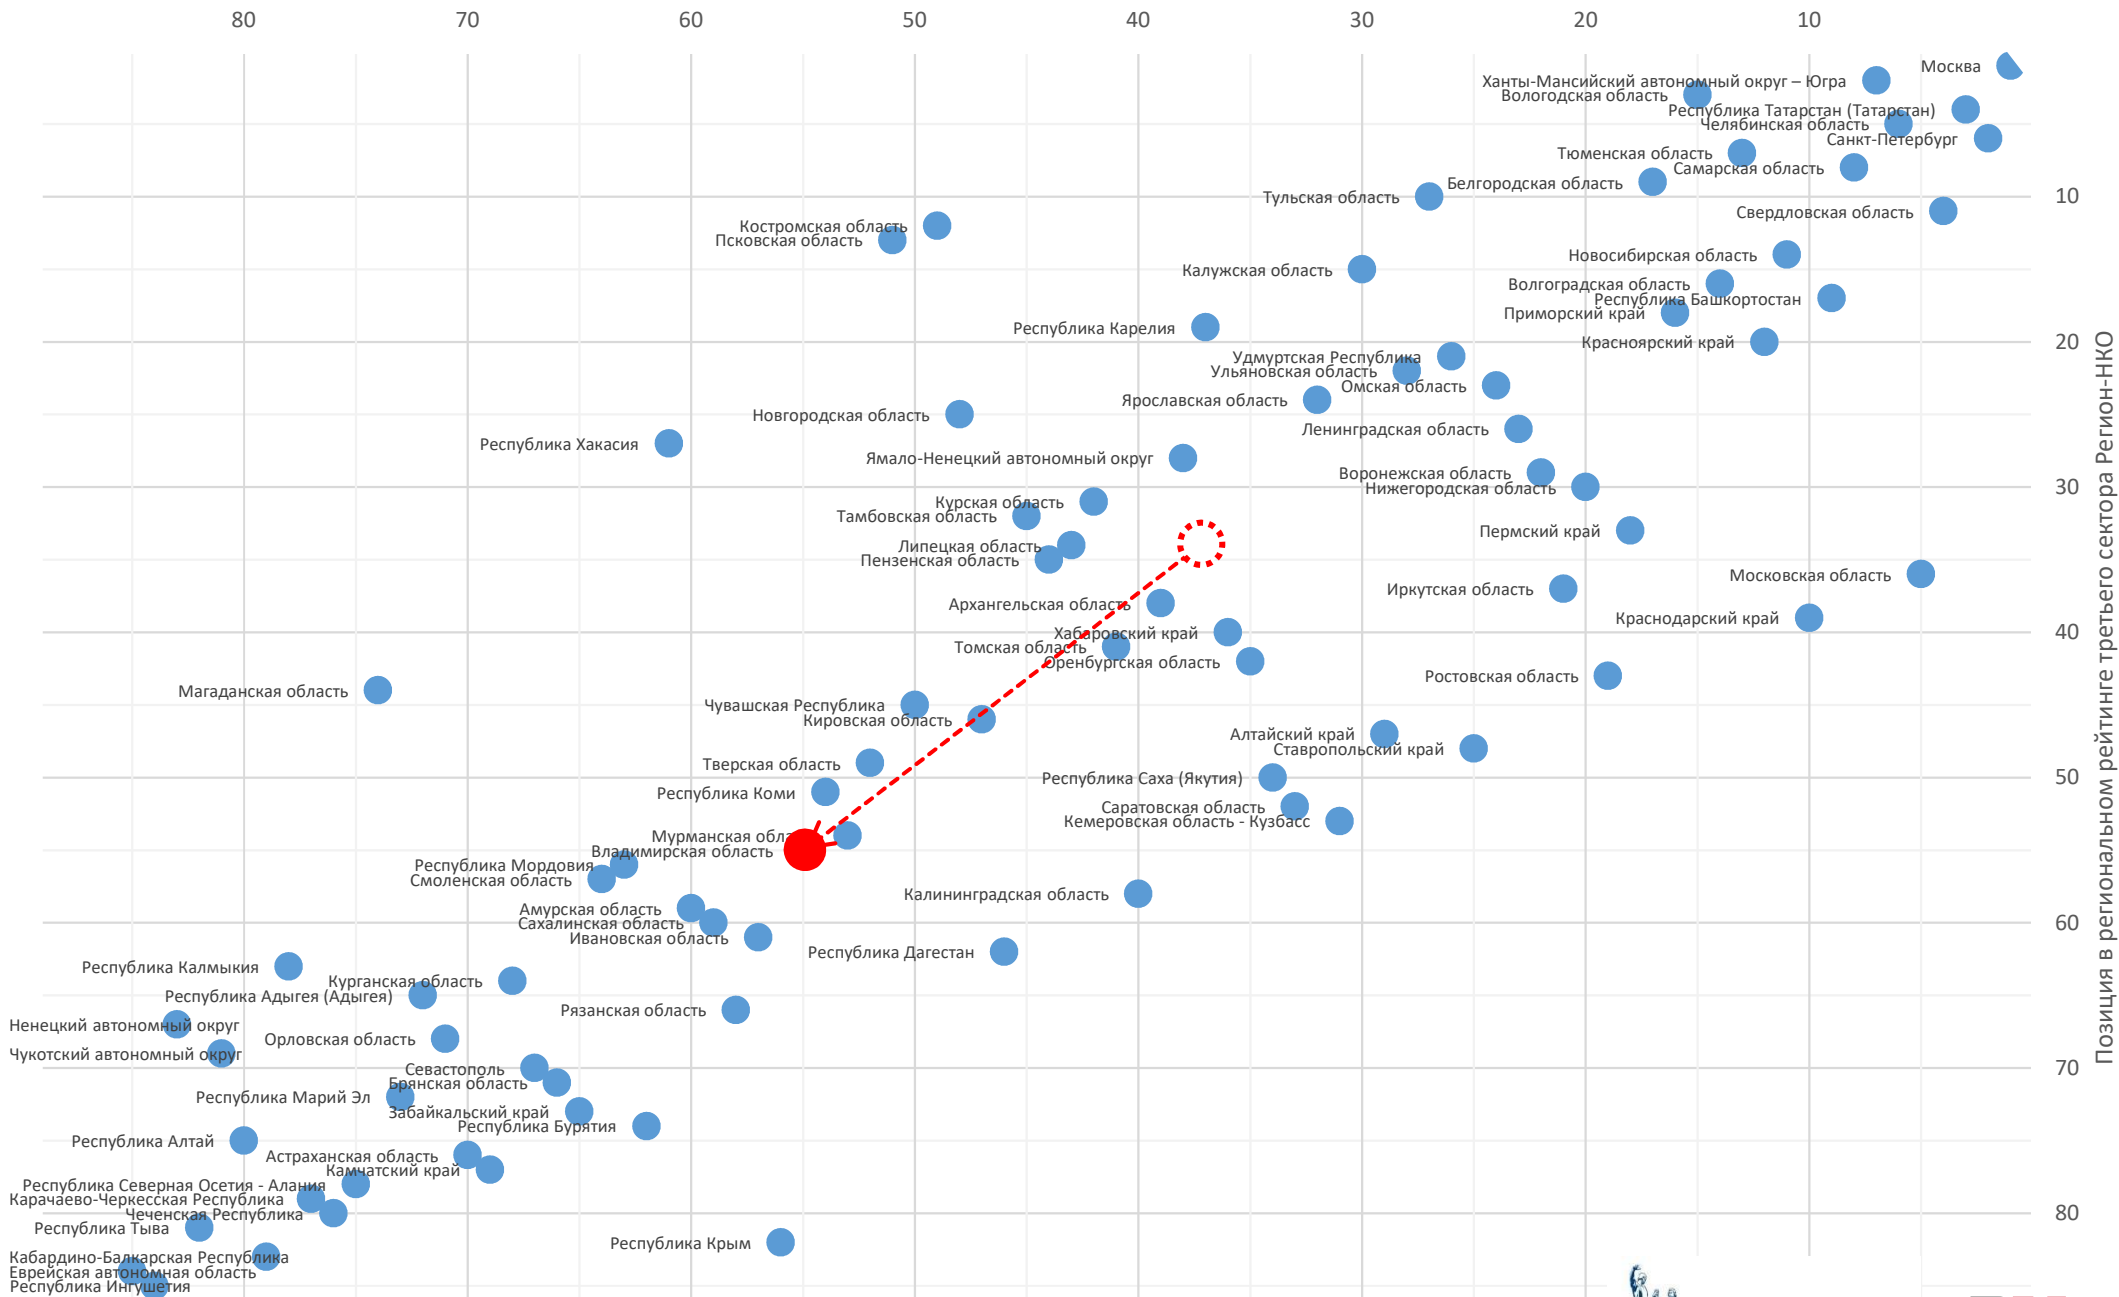 80 70 60 50 40 30 20 10
Москва
Ханты-Мансийский автономный округ – Югра
Вологодская область
Республика Татарстан (Татарстан)
Челябинская область
Санкт-Петербург
Тюменская область
Самарская область
Белгородская область
Тульская область
10
Свердловская область
Костромская область
Псковская область
Новосибирская область
Калужская область
Волгоградская область
Республика Башкортостан
Приморский край
Республика Карелия
Красноярский край
20
Удмуртская Республика
Ульяновская область
Омская область
Ярославская область
Новгородская область
Ленинградская область
Республика Хакасия
Ямало-Ненецкий автономный округ
Воронежская область
Нижегородская область
30
Курская область
Тамбовская область
Пермский край
Липецкая область
Пензенская область
Московская область
Иркутская область
Архангельская область
Краснодарский край
Хабаровский край
40
Томская область
Оренбургская область
Ростовская область
Магаданская область
Чувашская Республика
Кировская область
Алтайский край
Ставропольский край
Тверская область
Республика Саха (Якутия)
50
Республика Коми
Саратовская область
Кемеровская область - Кузбасс
Мурманская обла
Владимирская область
Республика Мордовия
Смоленская область
Калининградская область
Амурская область
Сахалинская область
60
Ивановская область
Республика Дагестан
Республика Калмыкия
Курганская область
Республика Адыгея (Адыгея)
Рязанская область
Ненецкий автономный округ
Орловская область
Чукотский автономный округ
Севастополь
70
Брянская область
Республика Марий Эл
Забайкальский край
Республика Бурятия
Республика Алтай
Астраханская область
Камчатский край
Республика Северная Осетия - Алания
Карачаево-Черкесская Республика
Чеченская Республика
80
Республика Тыва
Республика Крым
Кабардино-Балкарская Республика
Еврейская автономная область
Республика Ингушетия
Позиция в региональном рейтинге третьего сектора Регион-НКО